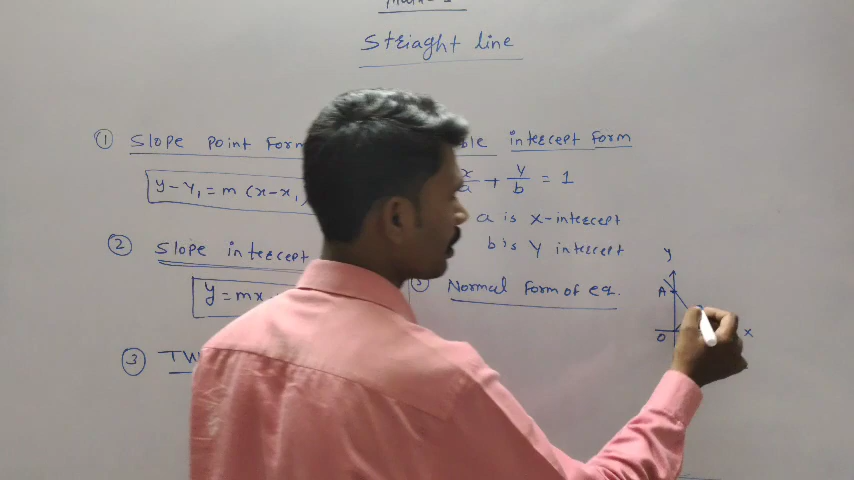 Striaght line
① Slope Point Form
y-y₁ = m (x-x₁)
② Slope intercept
y = mx
③ TW
intercept Form
x/a + y/b = 1
a is x-intercept
b is y intercept
Normal Form of eq.
y
A
O
x